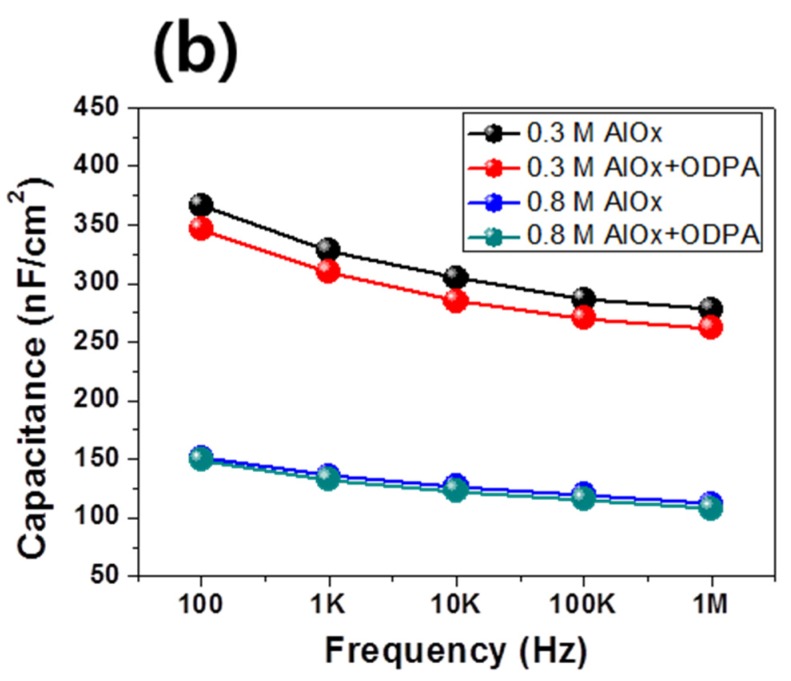 (b)
450
400
350
300
250
200
150
100
50
Capacitance (nF/cm²)
0.3 M AlOx
0.3 M AlOx+ODPA
0.8 M AlOx
0.8 M AlOx+ODPA
100 1K 10K 100K 1M
Frequency (Hz)